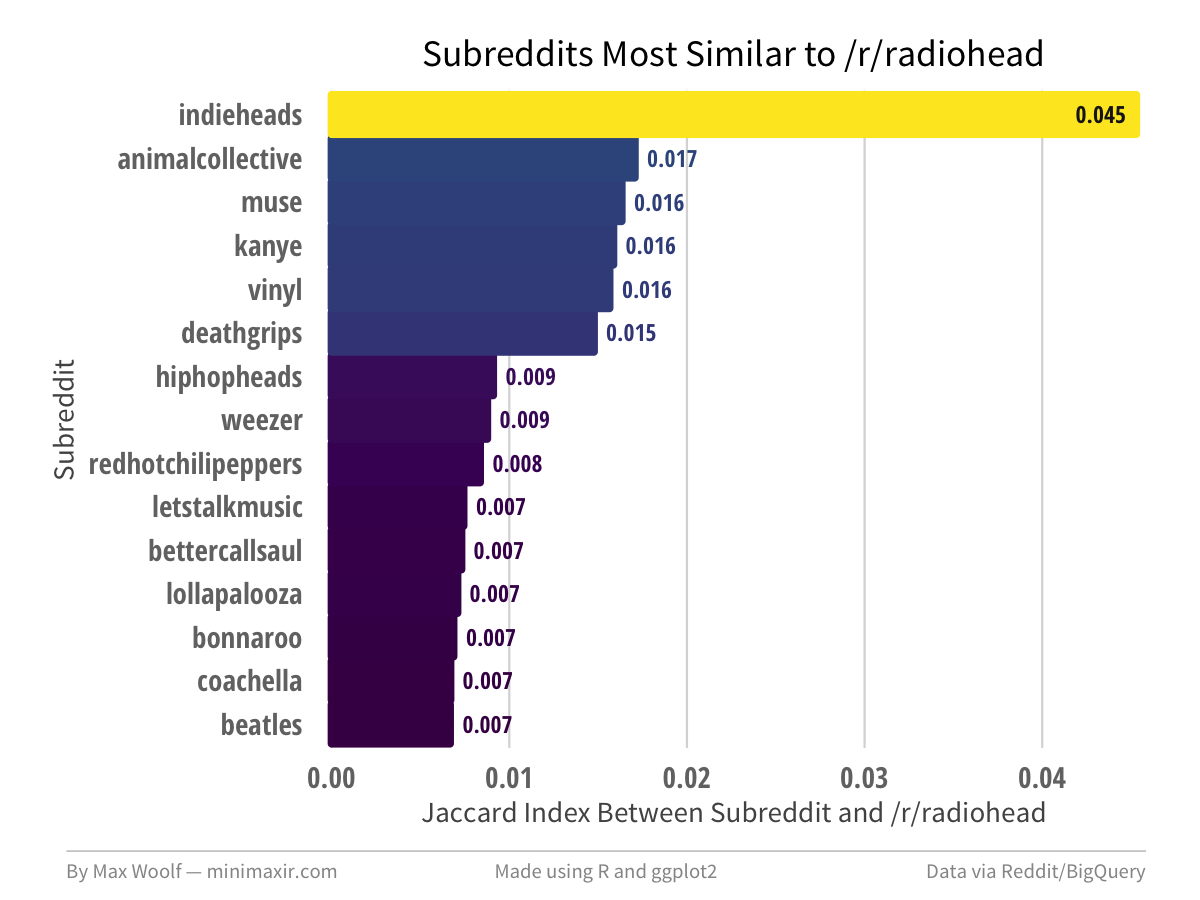 Subreddits Most Similar to /r/radiohead
indieheads 0.045
animalcollective 0.017
muse 0.016
kanye 0.016
vinyl 0.016
deathgrips 0.015
hiphopheads 0.009
weezer 0.009
redhotchilipeppers 0.008
letstalkmusic 0.007
bettercallsaul 0.007
lollapalooza 0.007
bonnaroo 0.007
coachella 0.007
beatles 0.007
Subreddit
0.00 0.01 0.02 0.03 0.04
Jaccard Index Between Subreddit and /r/radiohead
By Max Woolf — minimaxir.com Made using R and ggplot2 Data via Reddit/BigQuery